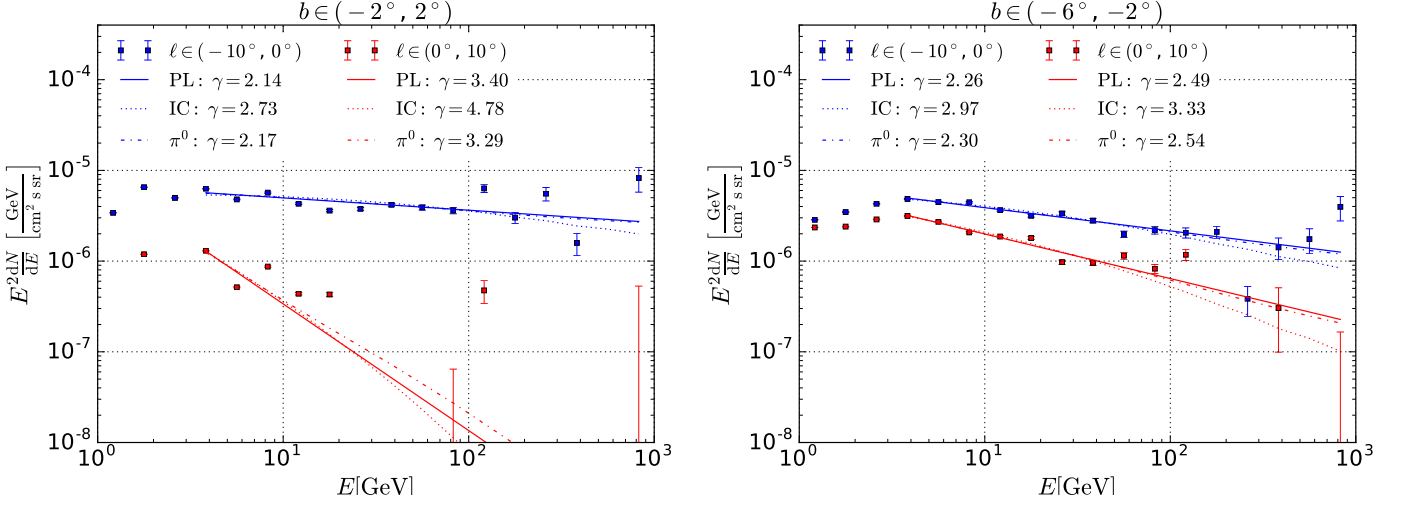 b∈(−2°, 2°)
ℓ∈(−10°, 0°) ℓ∈(0°, 10°)
PL: γ=2.14 PL: γ=3.40
IC: γ=2.73 IC: γ=4.78
π⁰: γ=2.17 π⁰: γ=3.29
10⁻⁴
10⁻⁵
10⁻⁶
10⁻⁷
10⁻⁸
E² dN/dE [GeV / cm² s sr]
10⁰ 10¹ 10² 10³
E[GeV]
b∈(−6°, −2°)
ℓ∈(−10°, 0°) ℓ∈(0°, 10°)
PL: γ=2.26 PL: γ=2.49
IC: γ=2.97 IC: γ=3.33
π⁰: γ=2.30 π⁰: γ=2.54
10⁻⁴
10⁻⁵
10⁻⁶
10⁻⁷
10⁻⁸
E² dN/dE [GeV / cm² s sr]
10⁰ 10¹ 10² 10³
E[GeV]